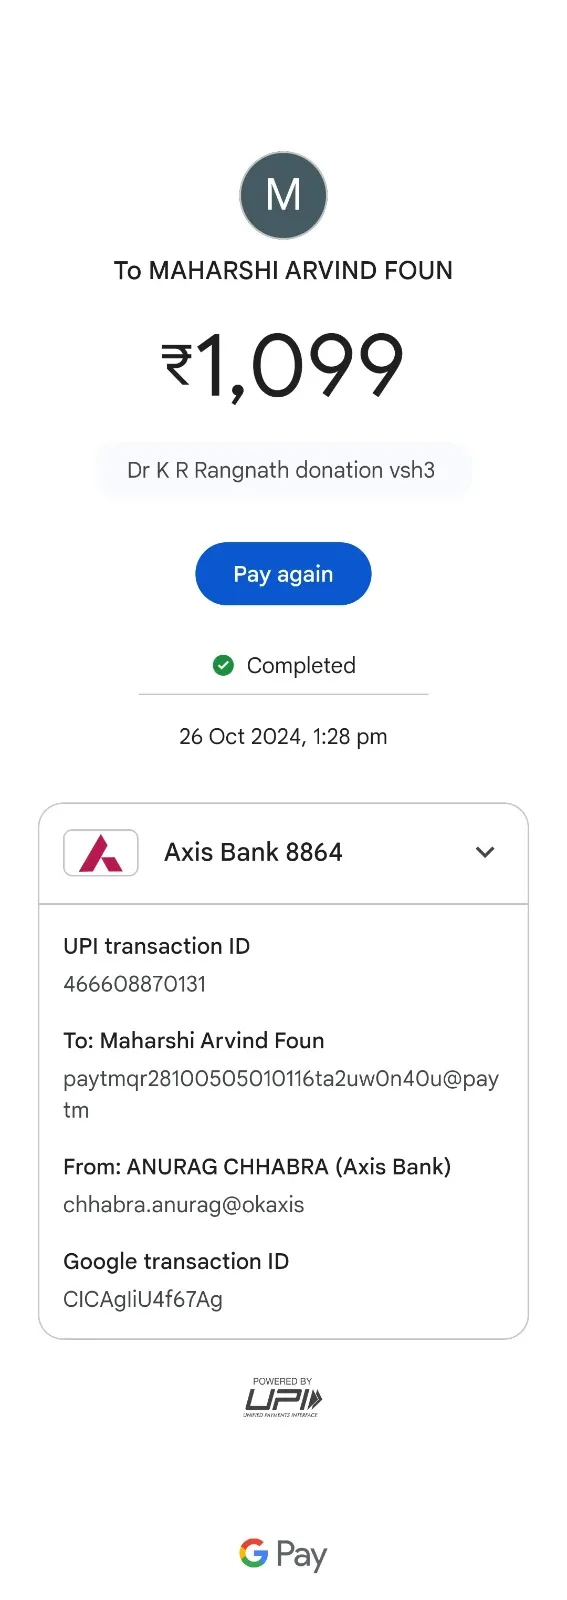 M
To MAHARSHI ARVIND FOUN
₹1,099
Dr K R Rangnath donation vsh3
Pay again
Completed
26 Oct 2024, 1:28 pm
Axis Bank 8864
UPI transaction ID
466608870131
To: Maharshi Arvind Foun
paytmqr28100505010116ta2uw0n40u@pay
tm
From: ANURAG CHHABRA (Axis Bank)
chhabra.anurag@okaxis
Google transaction ID
CICAgIiU4f67Ag
POWERED BY
UPI
UNIFIED PAYMENTS INTERFACE
G Pay